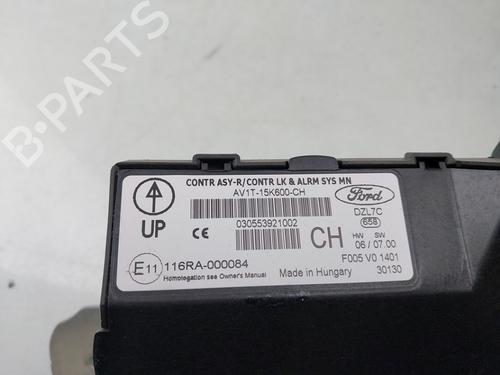 CONTR ASY-R/CONTR LK & ALRM SYS MN
AV1T-15K600-CH
Ford
DZL7C
658
UP
CE
030553921002
CH
HW SW
06 / 07.00
E11 116RA-000084
F005 V0 1401
Homologation see Owner's Manual
Made in Hungary
30130
B-PARTS